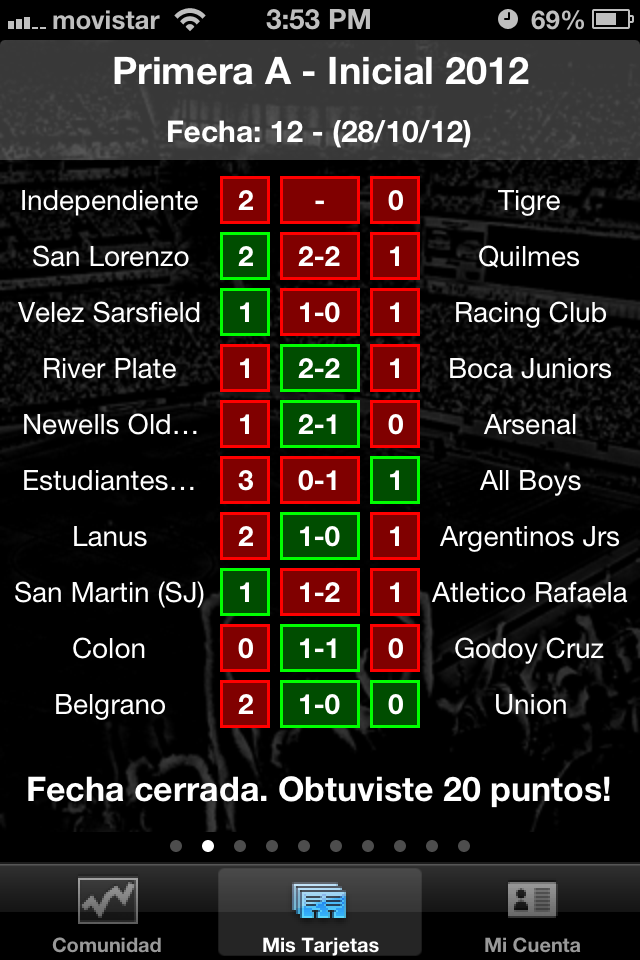 movistar 3:53 PM 69%
Primera A - Inicial 2012
Fecha: 12 - (28/10/12)
Independiente 2 - 0 Tigre
San Lorenzo 2 2-2 1 Quilmes
Velez Sarsfield 1 1-0 1 Racing Club
River Plate 1 2-2 1 Boca Juniors
Newells Old... 1 2-1 0 Arsenal
Estudiantes... 3 0-1 1 All Boys
Lanus 2 1-0 1 Argentinos Jrs
San Martin (SJ) 1 1-2 1 Atletico Rafaela
Colon 0 1-1 0 Godoy Cruz
Belgrano 2 1-0 0 Union
Fecha cerrada. Obtuviste 20 puntos!
Comunidad Mis Tarjetas Mi Cuenta